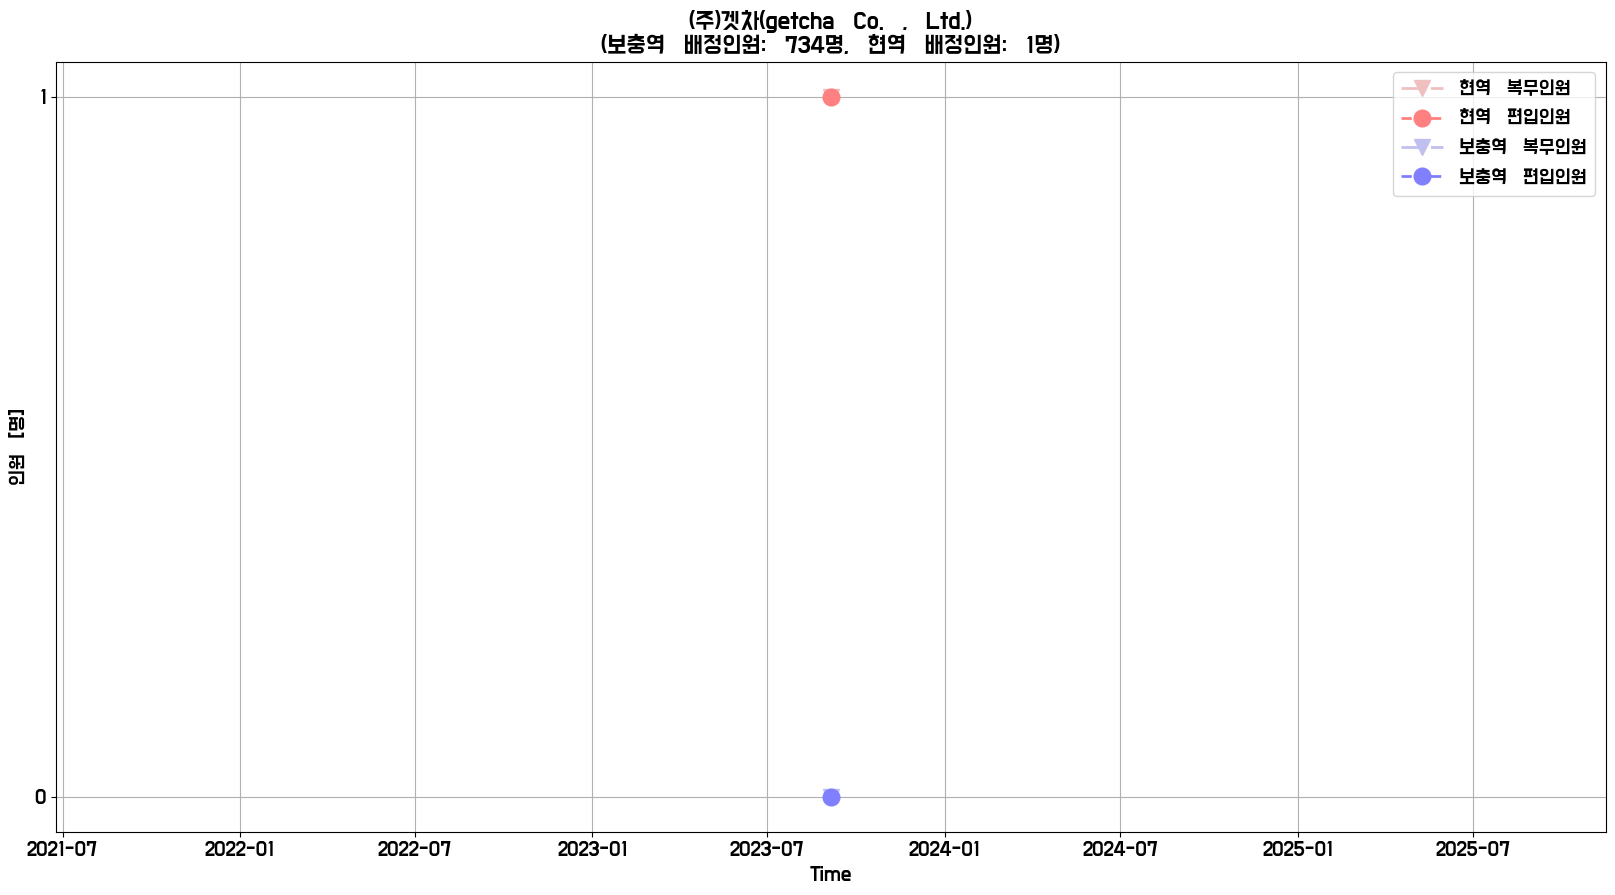 (주)겟차(getcha Co. , Ltd.)
(보충역 배정인원: 734명, 현역 배정인원: 1명)
현역 복무인원
현역 편입인원
보충역 복무인원
보충역 편입인원
인원 [명]
1
0
2021-07 2022-01 2022-07 2023-01 2023-07 2024-01 2024-07 2025-01 2025-07
Time